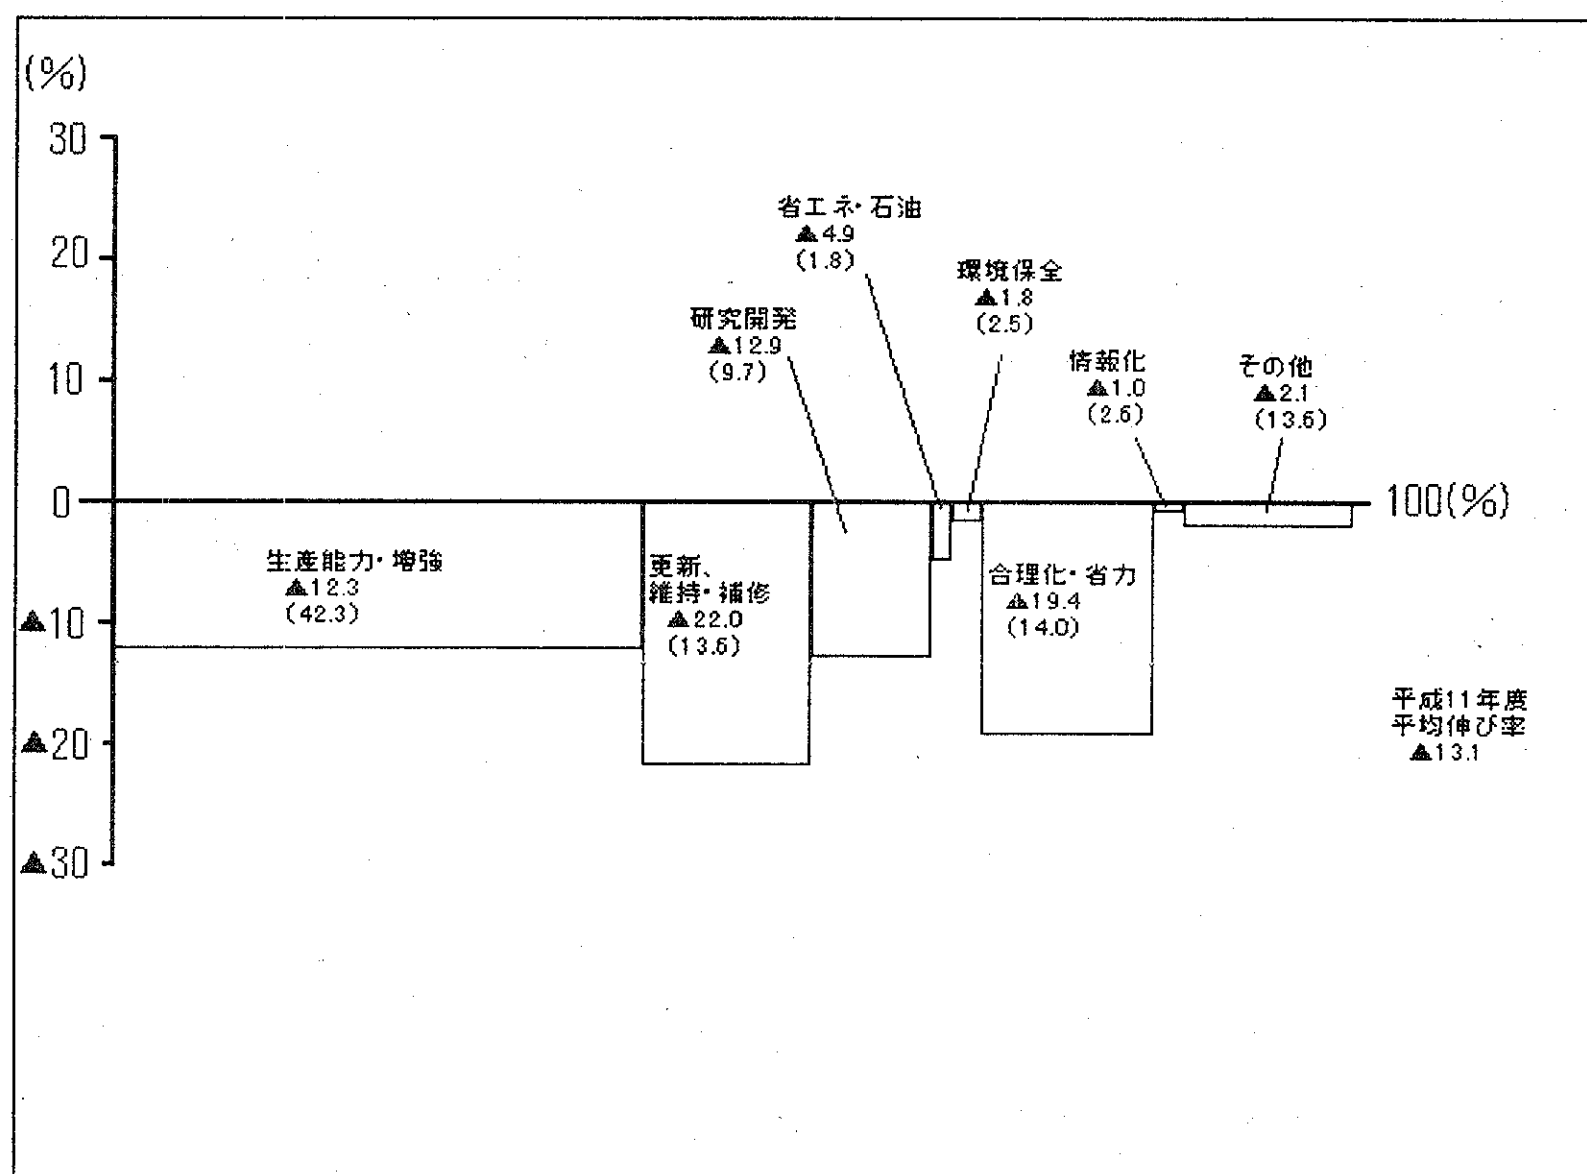 (%)
30
20
10
0
▲10
▲20
▲30
100(%)
生産能力・増強
▲12.3
(42.3)
更新、
維持・補修
▲22.0
(13.6)
研究開発
▲12.9
(9.7)
省エネ・石油
▲4.9
(1.8)
環境保全
▲1.8
(2.5)
合理化・省力
▲19.4
(14.0)
情報化
▲1.0
(2.6)
その他
▲2.1
(13.6)
平成11年度
平均伸び率
▲13.1